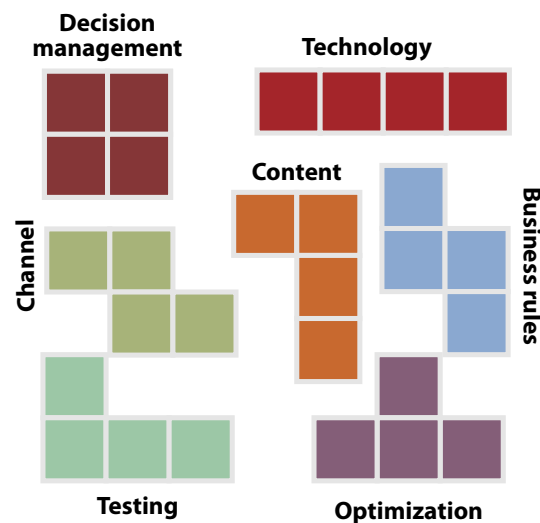 Decision
management
Technology
Content
Channel
Business rules
Testing
Optimization